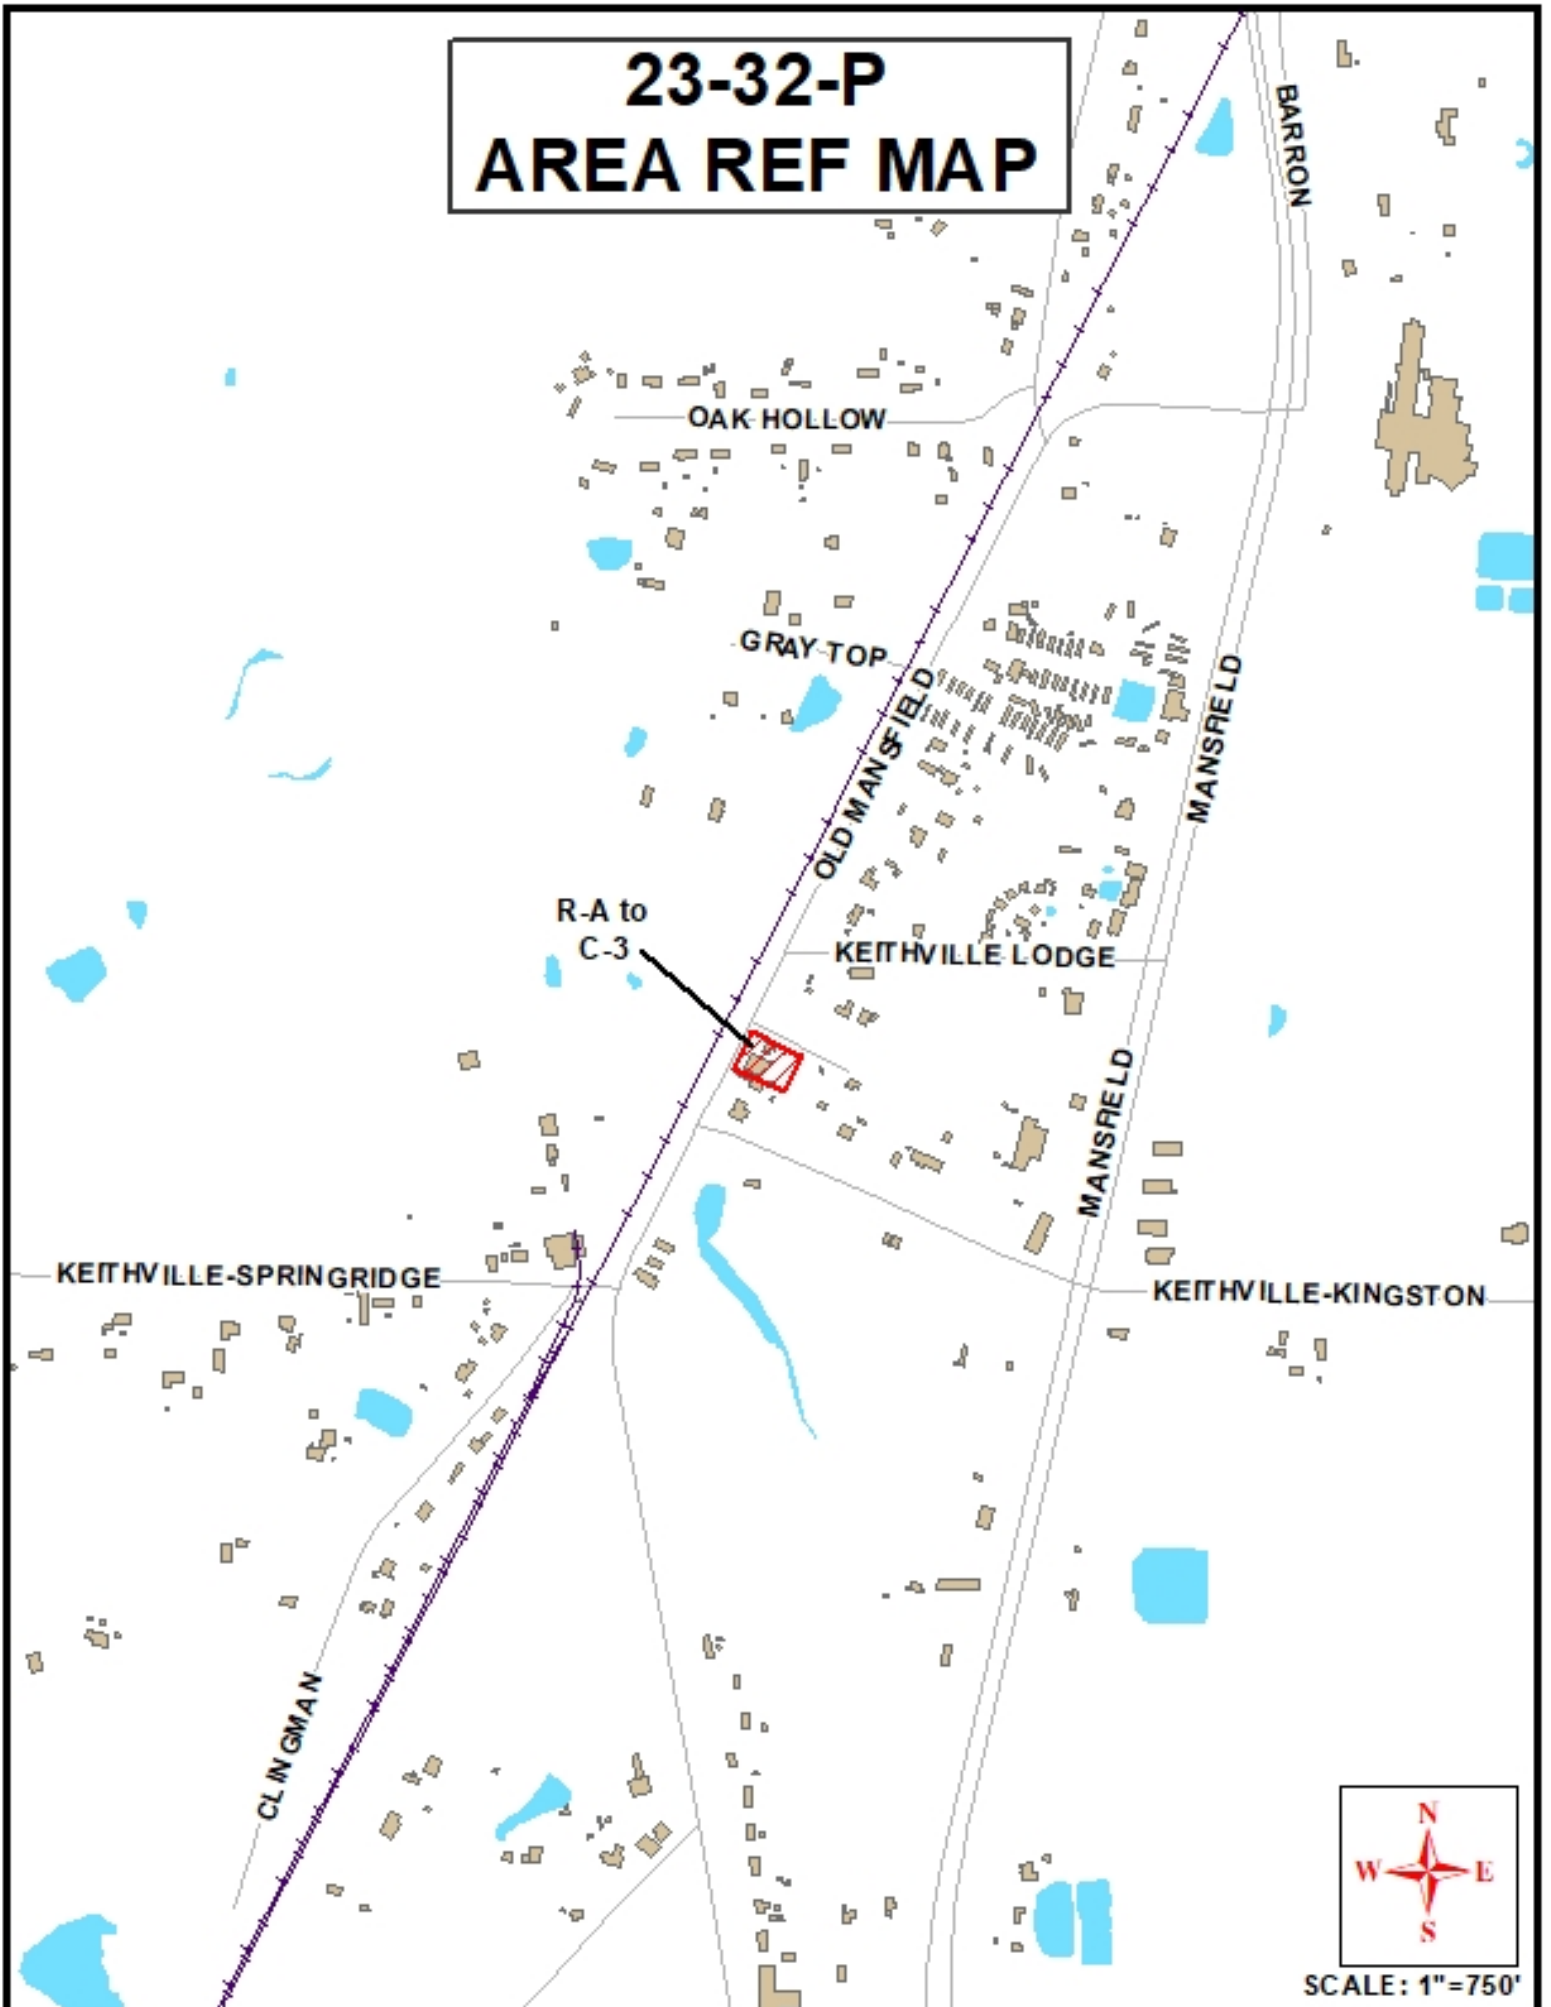 23-32-P
AREA REF MAP
BARRON
OAK HOLLOW
GRAY TOP
OLD MANSFIELD
MANSFIELD
R-A to
C-3
KEITHVILLE LODGE
MANSFIELD
KEITHVILLE-SPRINGRIDGE
KEITHVILLE-KINGSTON
CLINGMAN
N
W E
S
SCALE: 1"=750'